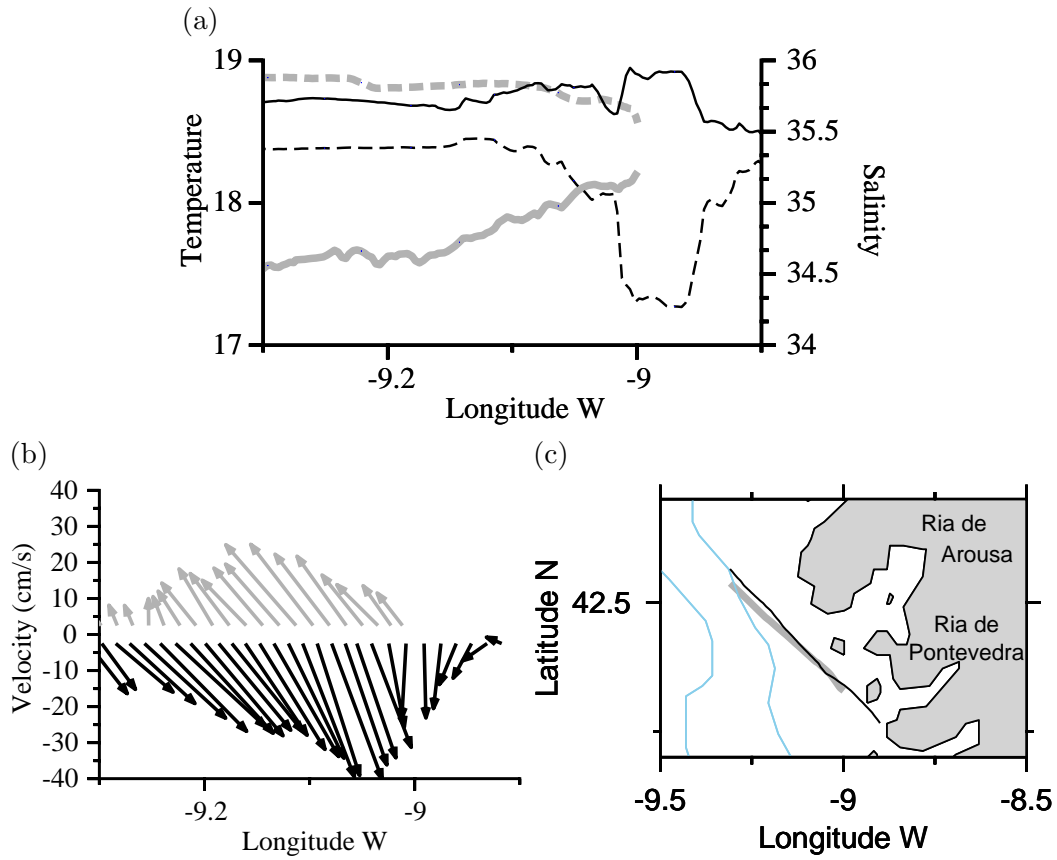 (a)
19
18
17
Temperature
36
35.5
35
34.5
34
Salinity
-9.2
-9
Longitude W
(b)
40
30
20
10
0
-10
-20
-30
-40
Velocity (cm/s)
-9.2
-9
Longitude W
(c)
42.5
Latitude N
Ria de
Arousa
Ria de
Pontevedra
-9.5
-9
-8.5
Longitude W